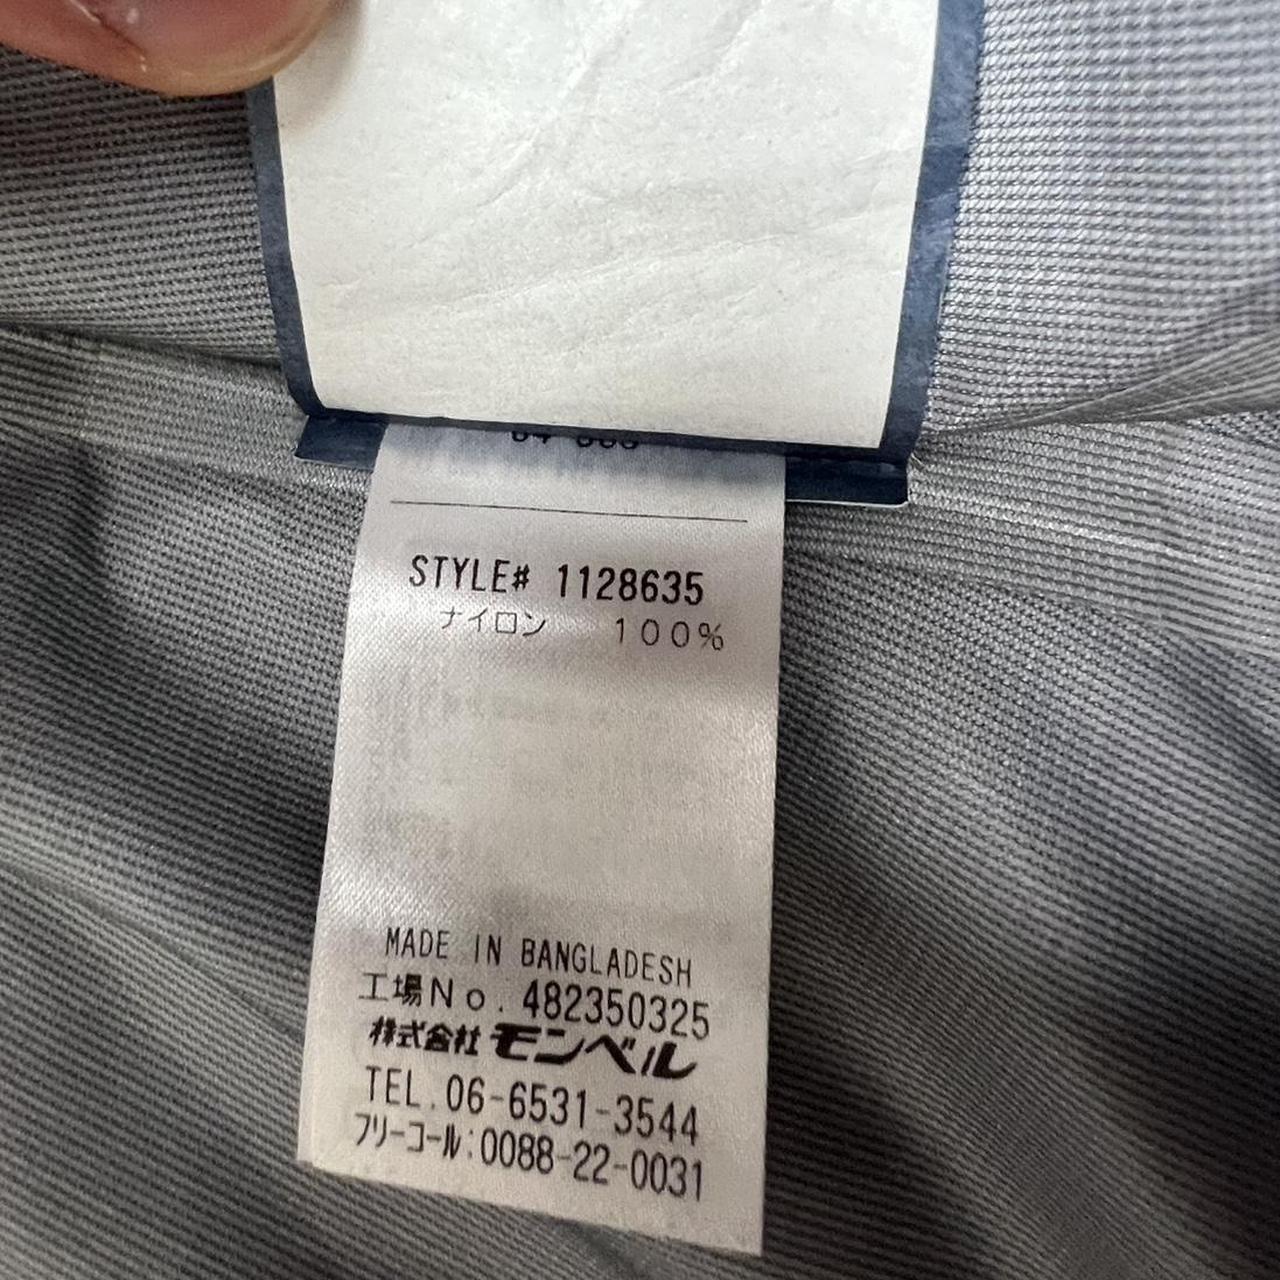 STYLE# 1128635
ナイロン 100%
MADE IN BANGLADESH
工場No. 482350325
株式会社 モンベル
TEL.06-6531-3544
フリーコール:0088-22-0031